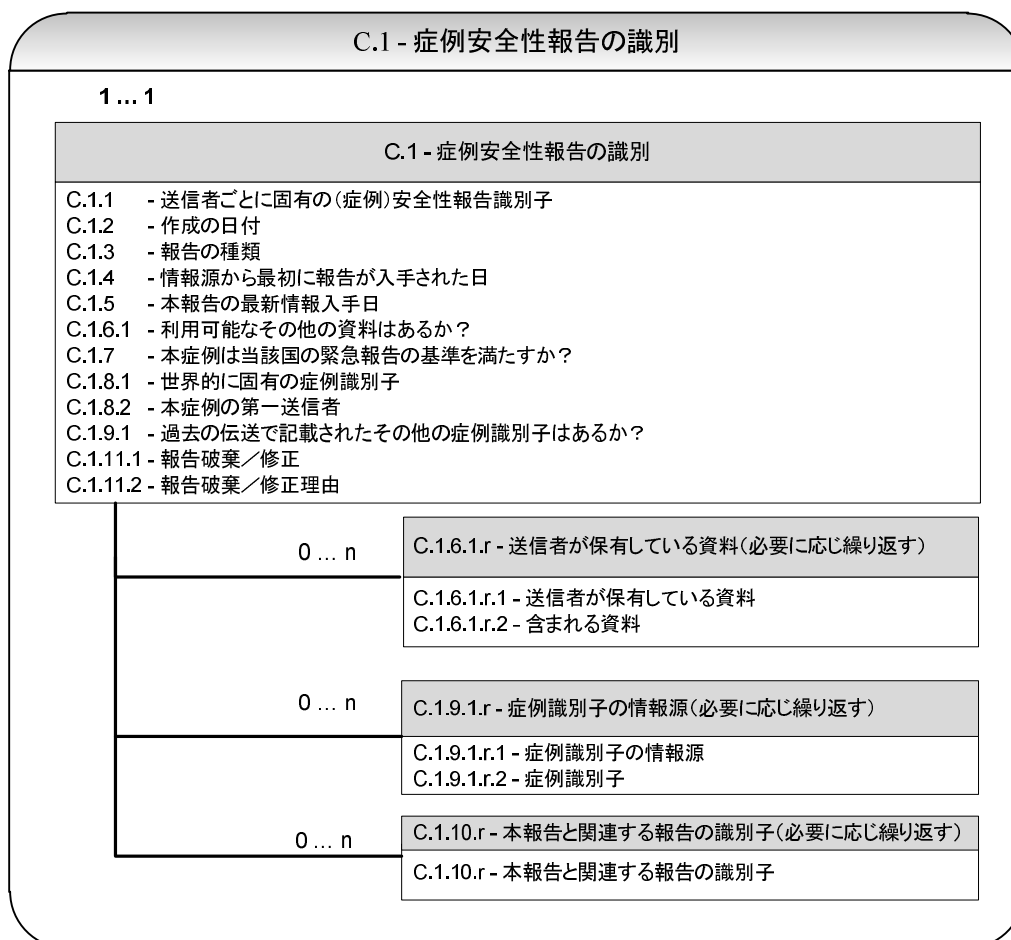 C.1 - 症例安全性報告の識別
1 ... 1
C.1 - 症例安全性報告の識別
C.1.1 - 送信者ごとに固有の（症例）安全性報告識別子
C.1.2 - 作成の日付
C.1.3 - 報告の種類
C.1.4 - 情報源から最初に報告が入手された日
C.1.5 - 本報告の最新情報入手日
C.1.6.1 - 利用可能なその他の資料はあるか？
C.1.7 - 本症例は当該国の緊急報告の基準を満たすか？
C.1.8.1 - 世界的に固有の症例識別子
C.1.8.2 - 本症例の第一送信者
C.1.9.1 - 過去の伝送で記載されたその他の症例識別子はあるか？
C.1.11.1 - 報告破棄／修正
C.1.11.2 - 報告破棄／修正理由
0 ... n
C.1.6.1.r - 送信者が保有している資料（必要に応じ繰り返す）
C.1.6.1.r.1 - 送信者が保有している資料
C.1.6.1.r.2 - 含まれる資料
0 ... n
C.1.9.1.r - 症例識別子の情報源（必要に応じ繰り返す）
C.1.9.1.r.1 - 症例識別子の情報源
C.1.9.1.r.2 - 症例識別子
0 ... n
C.1.10.r - 本報告と関連する報告の識別子（必要に応じ繰り返す）
C.1.10.r - 本報告と関連する報告の識別子